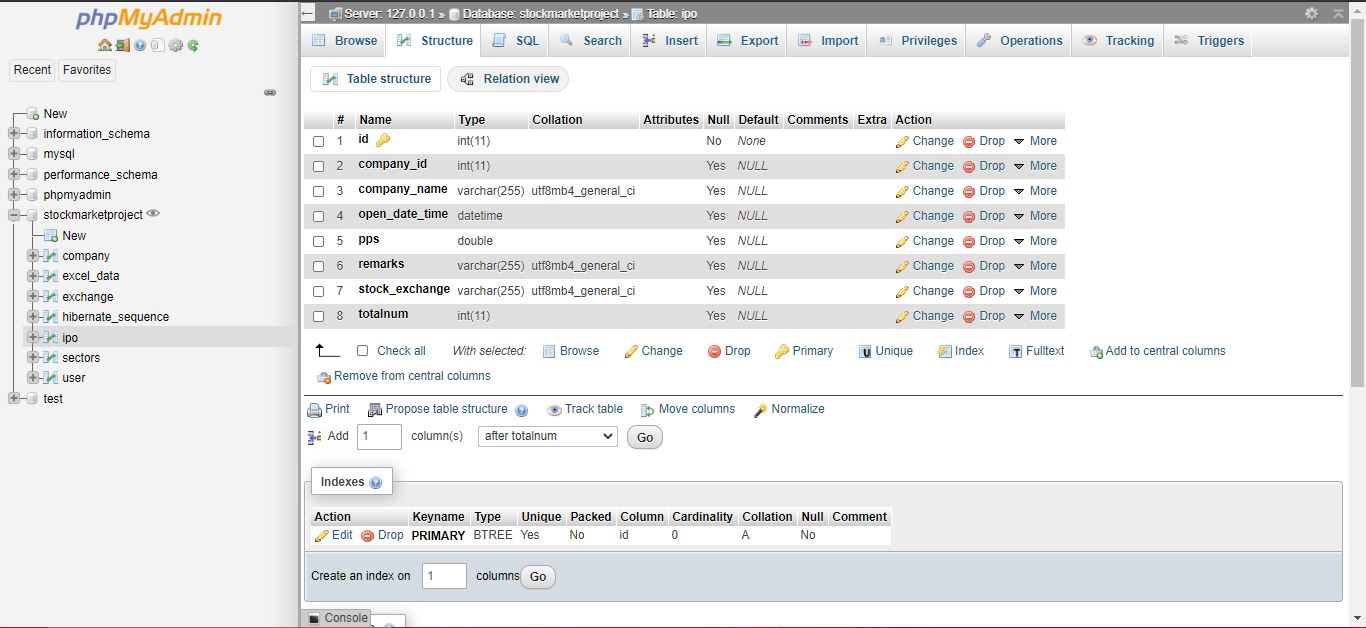 phpMyAdmin
Recent Favorites
New
information_schema
mysql
performance_schema
phpmyadmin
stockmarketproject
New
company
excel_data
exchange
hibernate_sequence
ipo
sectors
user
test
Server: 127.0.0.1 » Database: stockmarketproject » Table: ipo
Browse Structure SQL Search Insert Export Import Privileges Operations Tracking Triggers
Table structure Relation view
# Name Type Collation Attributes Null Default Comments Extra Action
1 id int(11) No None Change Drop More
2 company_id int(11) Yes NULL Change Drop More
3 company_name varchar(255) utf8mb4_general_ci Yes NULL Change Drop More
4 open_date_time datetime Yes NULL Change Drop More
5 pps double Yes NULL Change Drop More
6 remarks varchar(255) utf8mb4_general_ci Yes NULL Change Drop More
7 stock_exchange varchar(255) utf8mb4_general_ci Yes NULL Change Drop More
8 totalnum int(11) Yes NULL Change Drop More
Check all With selected: Browse Change Drop Primary Unique Index Fulltext Add to central columns
Remove from central columns
Print Propose table structure Track table Move columns Normalize
Add 1 column(s) after totalnum Go
Indexes
Action Keyname Type Unique Packed Column Cardinality Collation Null Comment
Edit Drop PRIMARY BTREE Yes No id 0 A No
Create an index on 1 columns Go
Console